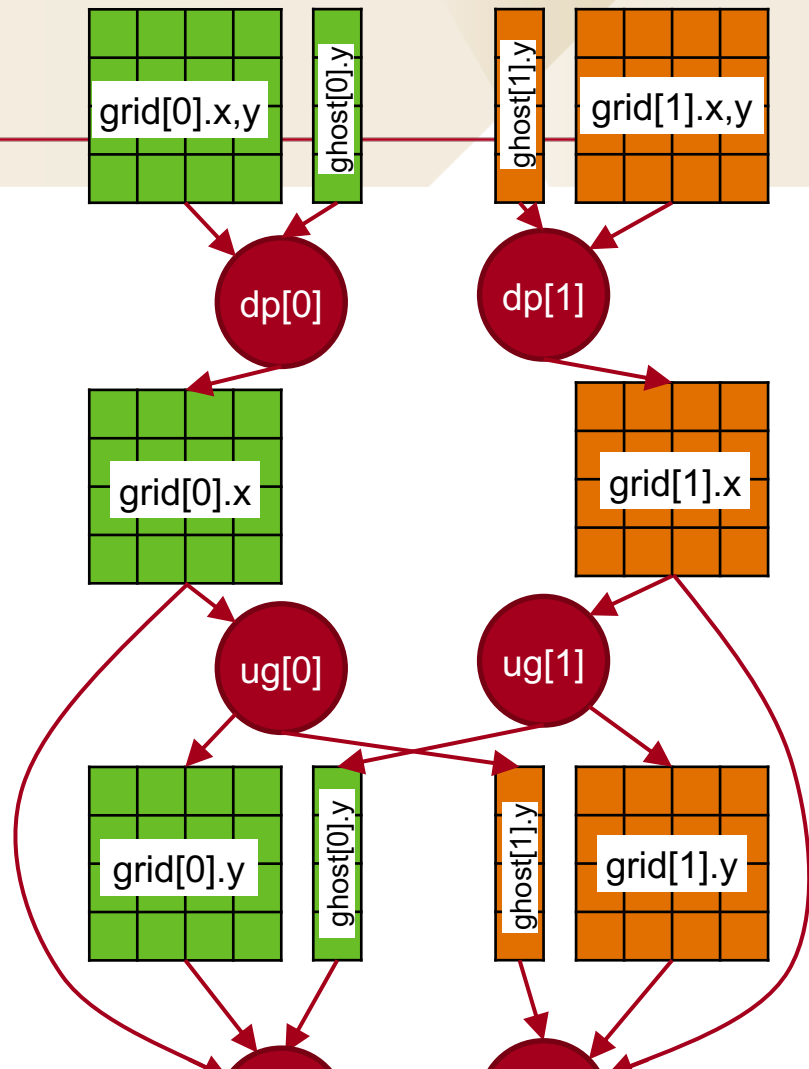 grid[0].x,y
ghost[0].y
ghost[1].y
grid[1].x,y
dp[0]
dp[1]
grid[0].x
grid[1].x
ug[0]
ug[1]
grid[0].y
ghost[0].y
ghost[1].y
grid[1].y